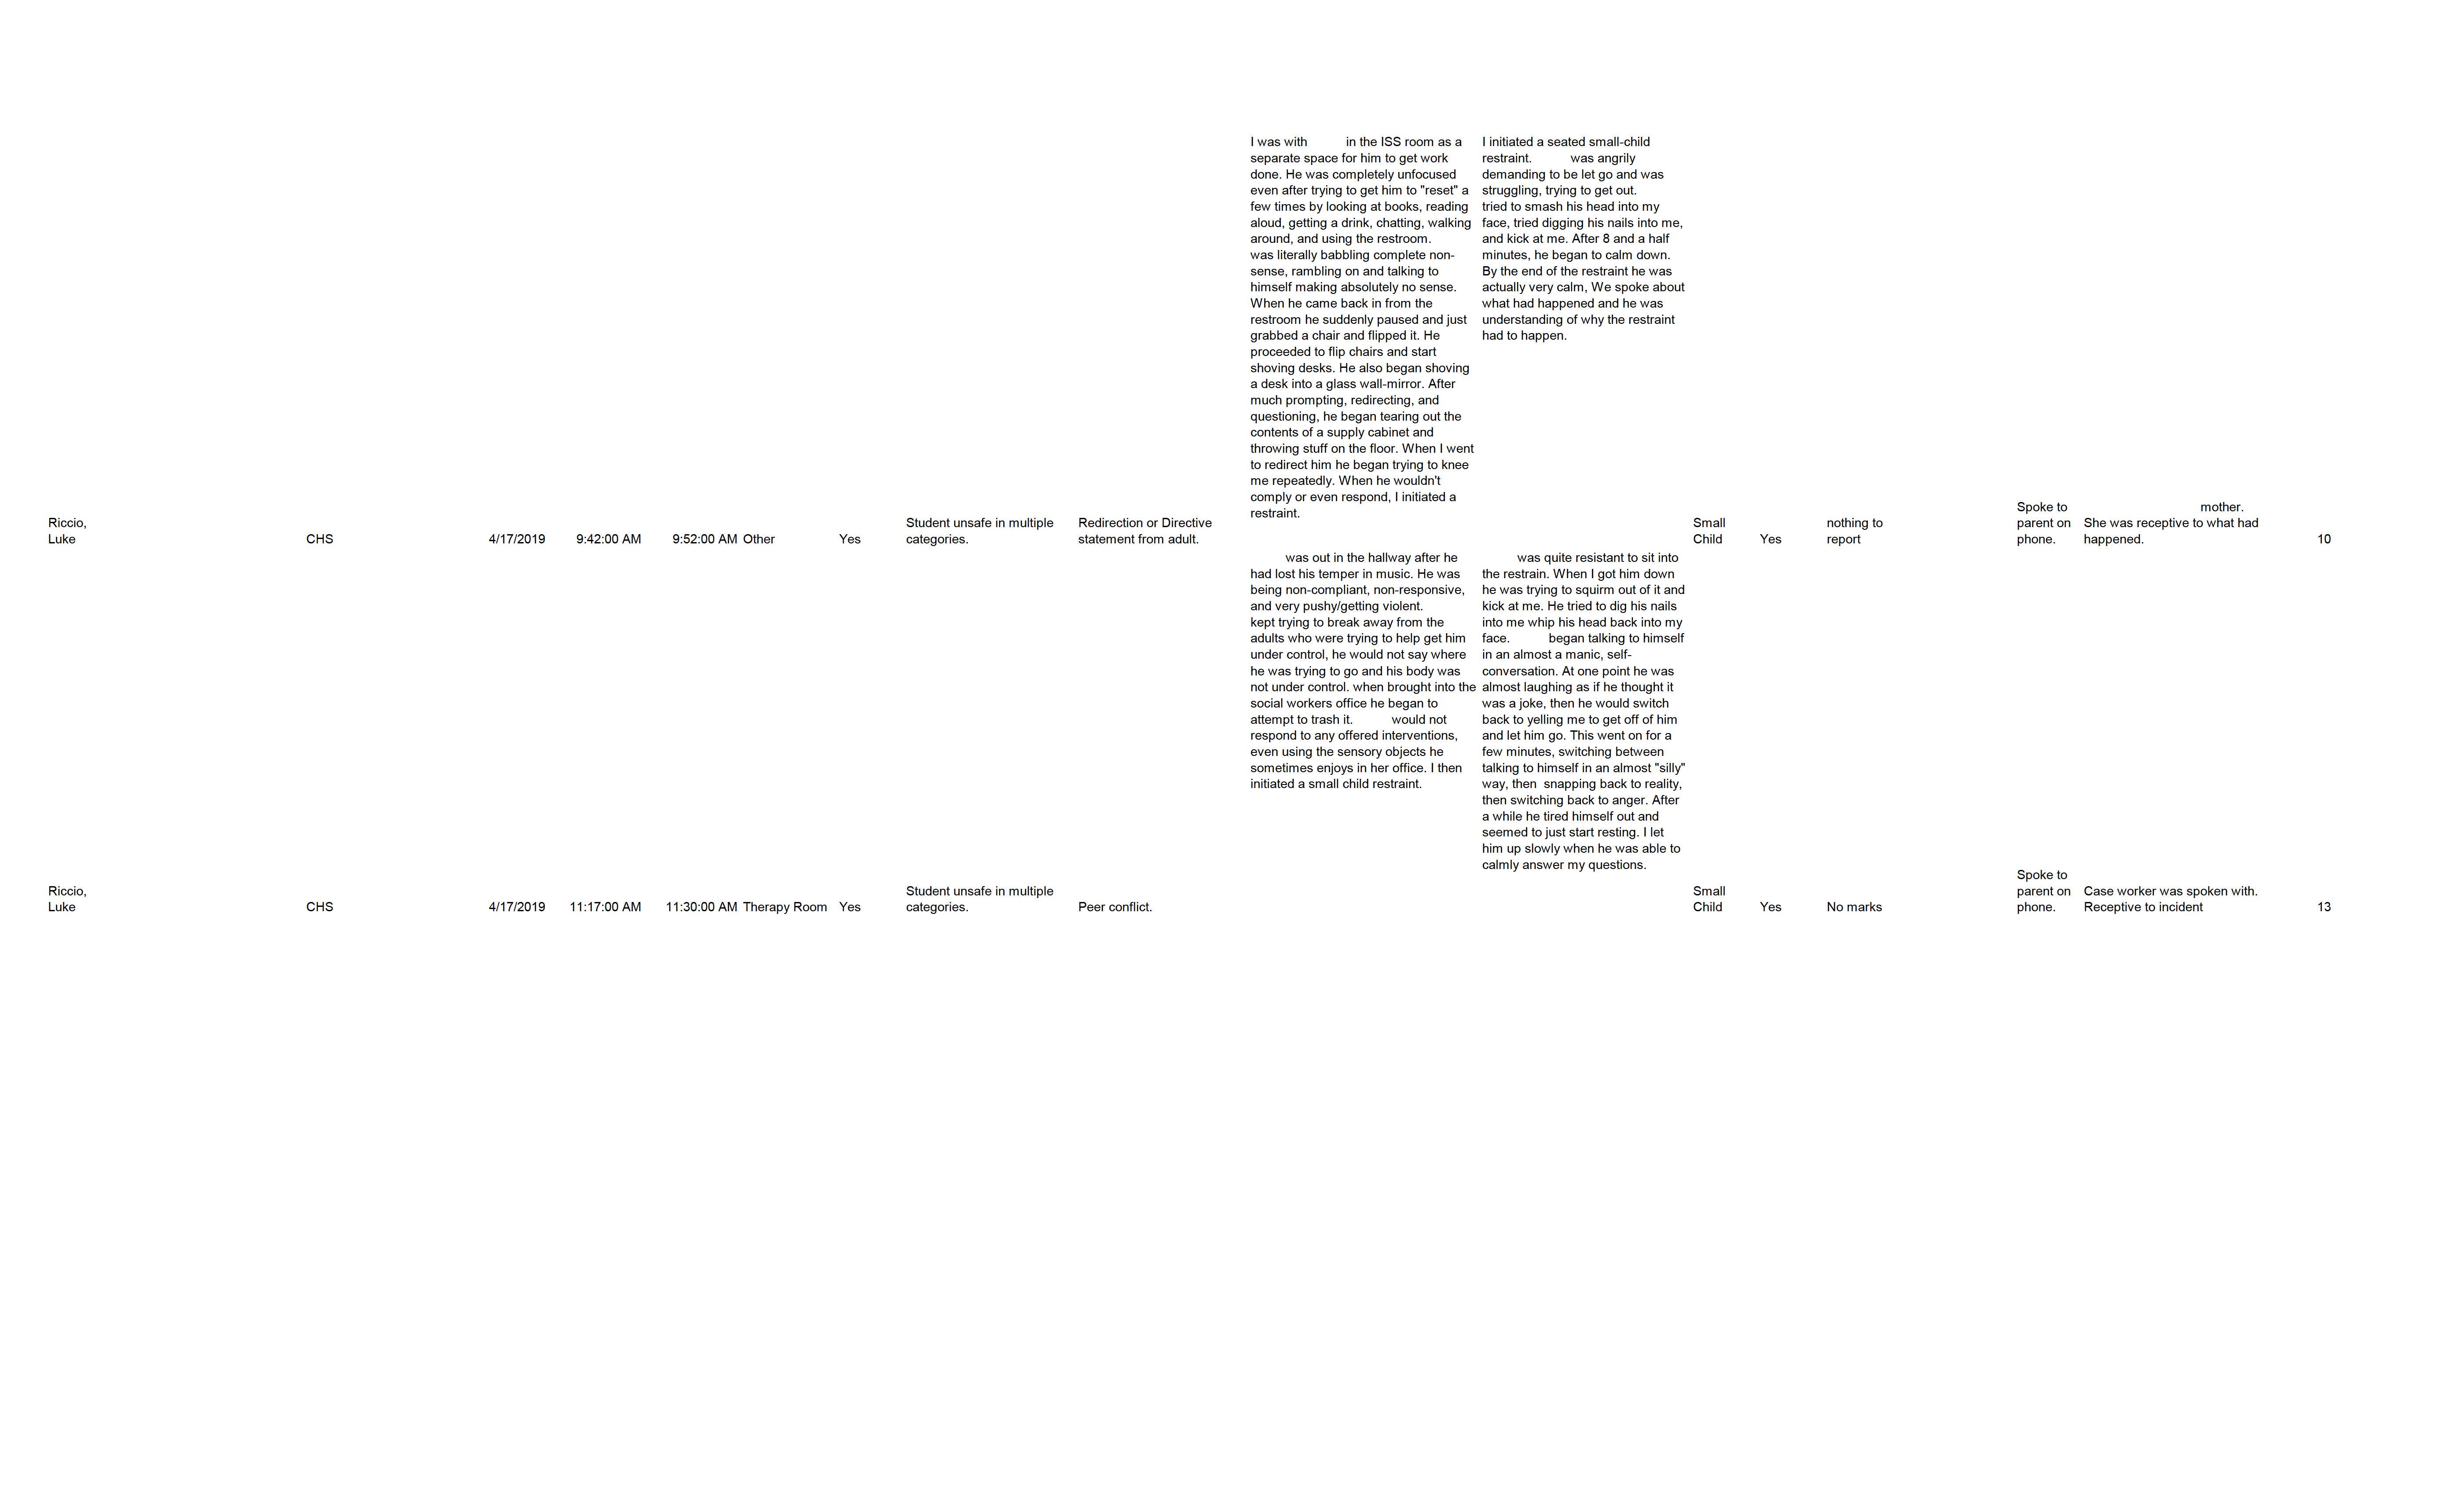 I was with in the ISS room as a
separate space for him to get work
done. He was completely unfocused
even after trying to get him to "reset" a
few times by looking at books, reading
aloud, getting a drink, chatting, walking
around, and using the restroom.
was literally babbling complete non-
sense, rambling on and talking to
himself making absolutely no sense.
When he came back in from the
restroom he suddenly paused and just
grabbed a chair and flipped it. He
proceeded to flip chairs and start
shoving desks. He also began shoving
a desk into a glass wall-mirror. After
much prompting, redirecting, and
questioning, he began tearing out the
contents of a supply cabinet and
throwing stuff on the floor. When I went
to redirect him he began trying to knee
me repeatedly. When he wouldn't
comply or even respond, I initiated a
restraint.
I initiated a seated small-child
restraint. was angrily
demanding to be let go and was
struggling, trying to get out.
tried to smash his head into my
face, tried digging his nails into me,
and kick at me. After 8 and a half
minutes, he began to calm down.
By the end of the restraint he was
actually very calm, We spoke about
what had happened and he was
understanding of why the restraint
had to happen.
Riccio,
Luke
CHS
4/17/2019
9:42:00 AM
9:52:00 AM
Other
Yes
Student unsafe in multiple
categories.
Redirection or Directive
statement from adult.
Small
Child
Yes
nothing to
report
Spoke to
parent on
phone.
mother.
She was receptive to what had
happened.
10
was out in the hallway after he
had lost his temper in music. He was
being non-compliant, non-responsive,
and very pushy/getting violent.
kept trying to break away from the
adults who were trying to help get him
under control, he would not say where
he was trying to go and his body was
not under control. when brought into the
social workers office he began to
attempt to trash it. would not
respond to any offered interventions,
even using the sensory objects he
sometimes enjoys in her office. I then
initiated a small child restraint.
was quite resistant to sit into
the restrain. When I got him down
he was trying to squirm out of it and
kick at me. He tried to dig his nails
into me whip his head back into my
face. began talking to himself
in an almost a manic, self-
conversation. At one point he was
almost laughing as if he thought it
was a joke, then he would switch
back to yelling me to get off of him
and let him go. This went on for a
few minutes, switching between
talking to himself in an almost "silly"
way, then snapping back to reality,
then switching back to anger. After
a while he tired himself out and
seemed to just start resting. I let
him up slowly when he was able to
calmly answer my questions.
Riccio,
Luke
CHS
4/17/2019
11:17:00 AM
11:30:00 AM
Therapy Room
Yes
Student unsafe in multiple
categories.
Peer conflict.
Small
Child
Yes
No marks
Spoke to
parent on
phone.
Case worker was spoken with.
Receptive to incident
13